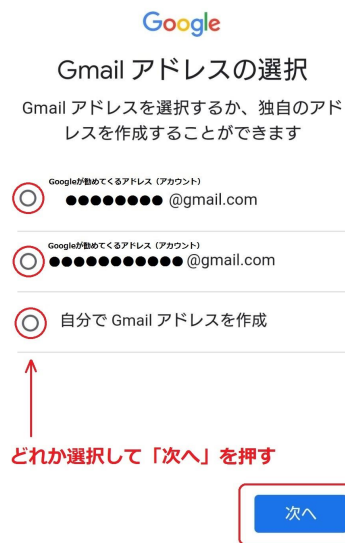 Google
Gmail アドレスの選択
Gmail アドレスを選択するか、独自のアド
レスを作成することができます
Googleが勧めてくるアドレス（アカウント）
●●●●●●●● @gmail.com
Googleが勧めてくるアドレス（アカウント）
●●●●●●●●●●● @gmail.com
自分で Gmail アドレスを作成
どれか選択して「次へ」を押す
次へ